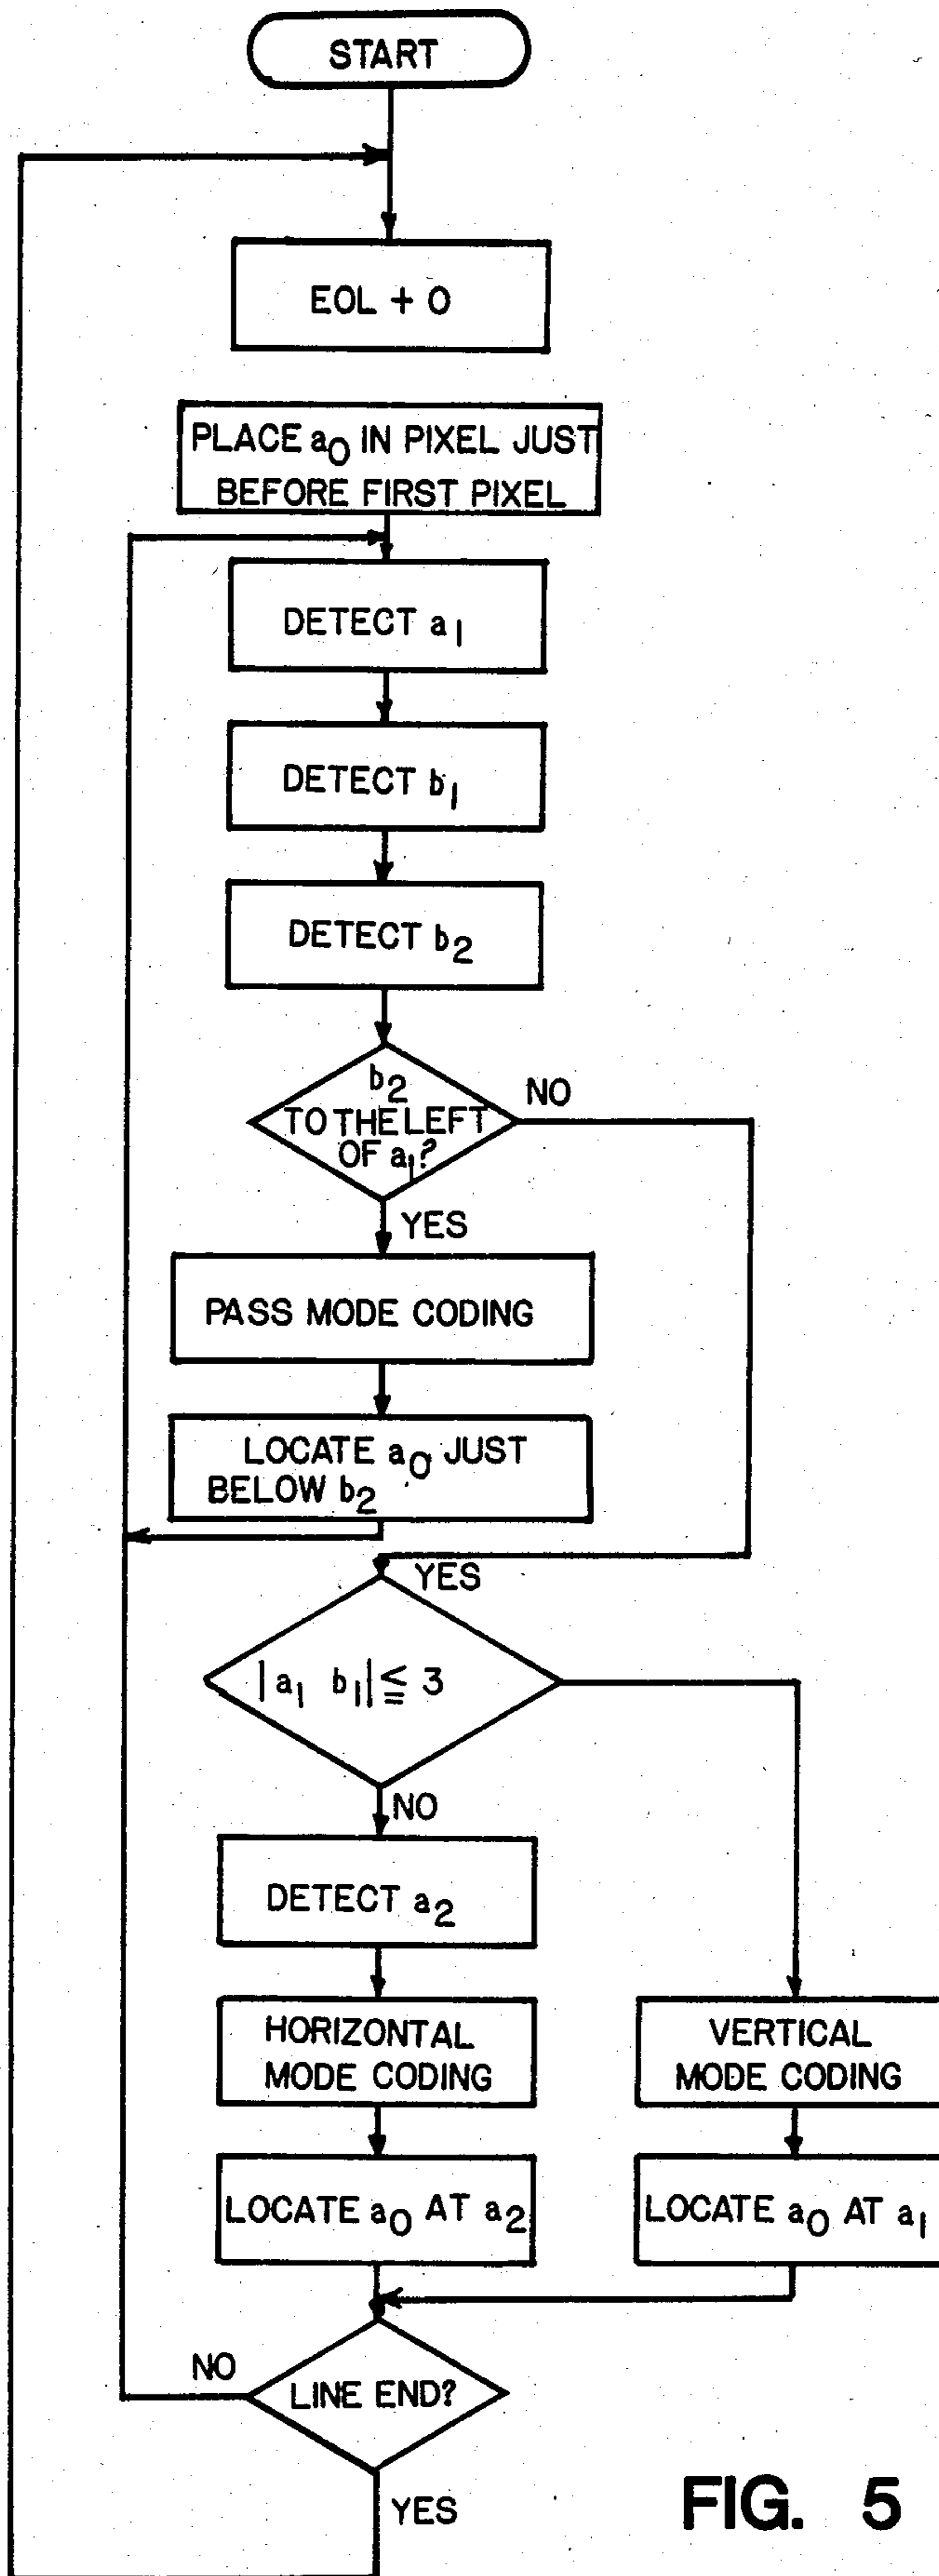 START
EOL + 0
PLACE a0 IN PIXEL JUST
BEFORE FIRST PIXEL
DETECT a1
DETECT b1
DETECT b2
b2
TO THE LEFT
OF a1?
NO
YES
PASS MODE CODING
LOCATE a0 JUST
BELOW b2
YES
|a1 b1| ≦ 3
NO
DETECT a2
HORIZONTAL
MODE CODING
VERTICAL
MODE CODING
LOCATE a0 AT a2
LOCATE a0 AT a1
NO
LINE END?
YES
FIG. 5